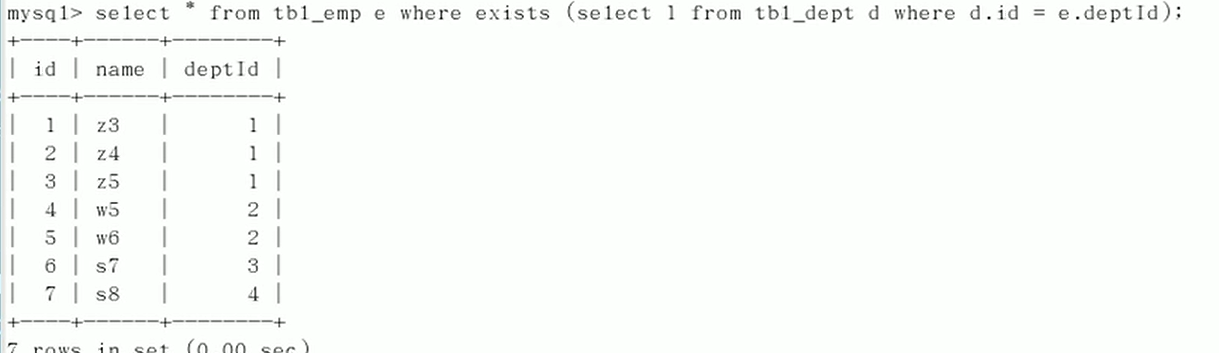 mysql> select * from tbl_emp e where exists (select 1 from tbl_dept d where d.id = e.deptId);
+----+------+--------+
| id | name | deptId |
+----+------+--------+
| 1 | z3 | 1 |
| 2 | z4 | 1 |
| 3 | z5 | 1 |
| 4 | w5 | 2 |
| 5 | w6 | 2 |
| 6 | s7 | 3 |
| 7 | s8 | 4 |
+----+------+--------+
7 rows in set (0.00 sec)